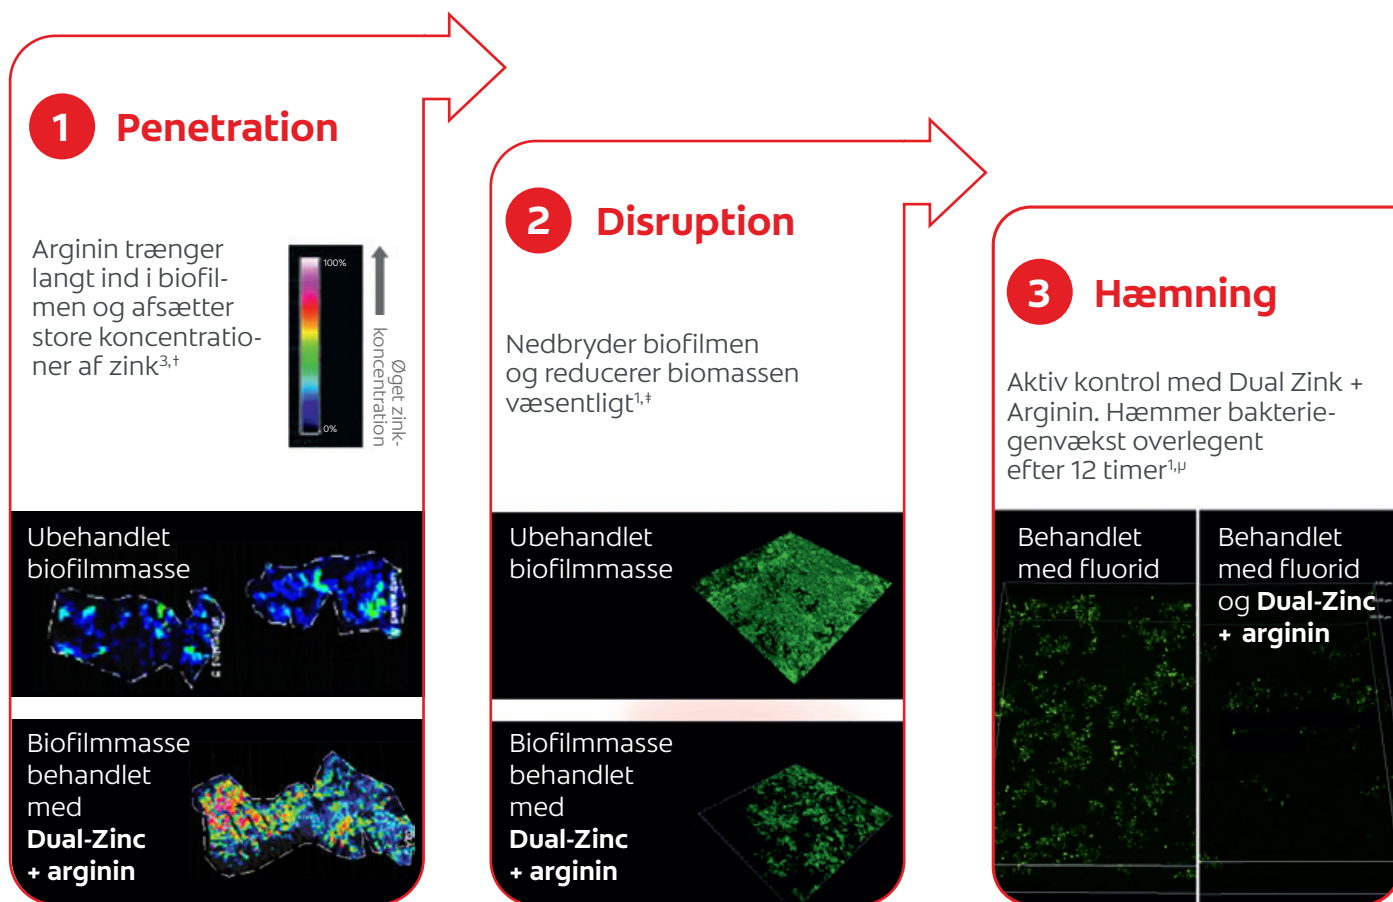 1 Penetration
Arginin trænger
langt ind i biofil-
men og afsætter
store koncentratio-
ner af zink3,†
100%
0%
Øget zink-
koncentration
Ubehandlet
biofilmmasse
Biofilmmasse
behandlet
med
Dual-Zinc
+ arginin
2 Disruption
Nedbryder biofilmen
og reducerer biomassen
væsentligt1,‡
Ubehandlet
biofilmmasse
Biofilmmasse
behandlet
med
Dual-Zinc
+ arginin
3 Hæmning
Aktiv kontrol med Dual Zink +
Arginin. Hæmmer bakterie-
genvækst overlegent
efter 12 timer1,µ
Behandlet
med fluorid
Behandlet
med fluorid
og Dual-Zinc
+ arginin